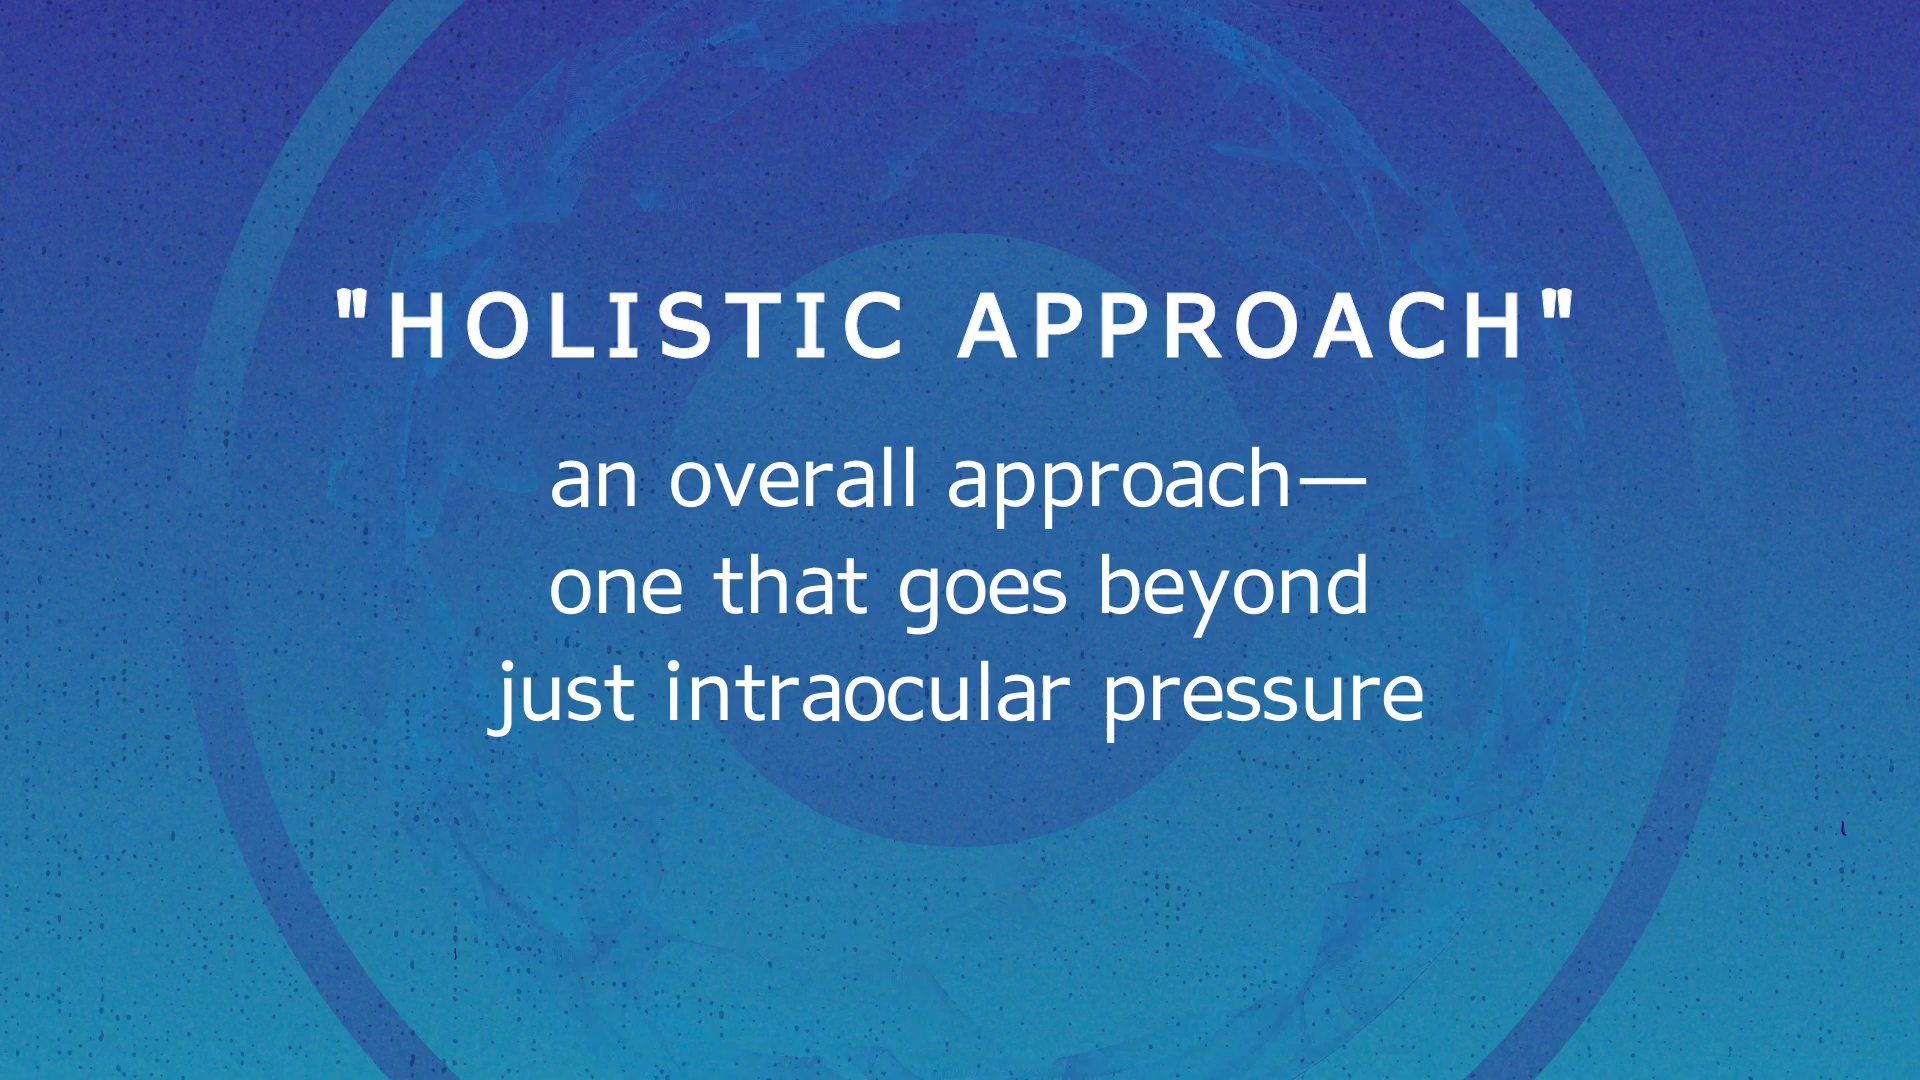 "HOLISTIC APPROACH"
an overall approach—
one that goes beyond
just intraocular pressure